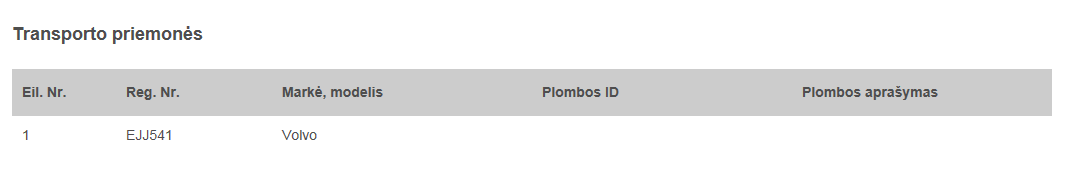 Transporto priemonės
Eil. Nr. Reg. Nr. Markė, modelis Plombos ID Plombos aprašymas
1 EJJ541 Volvo